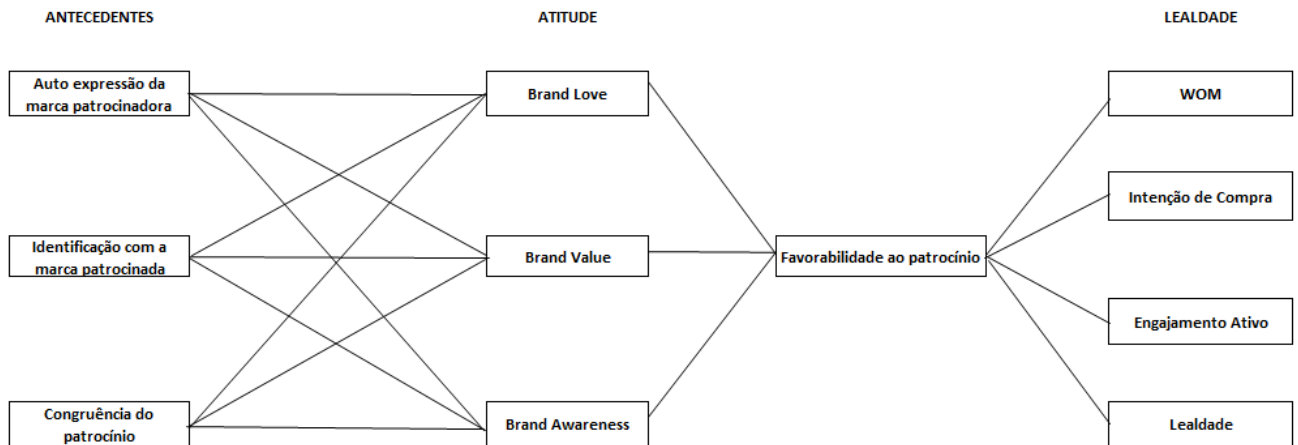 ANTECEDENTES
ATITUDE
LEALDADE
Auto expressão da
marca patrocinadora
Brand Love
WOM
Intenção de Compra
Identificação com a
marca patrocinada
Brand Value
Favorabilidade ao patrocínio
Engajamento Ativo
Congruência do
patrocínio
Brand Awareness
Lealdade